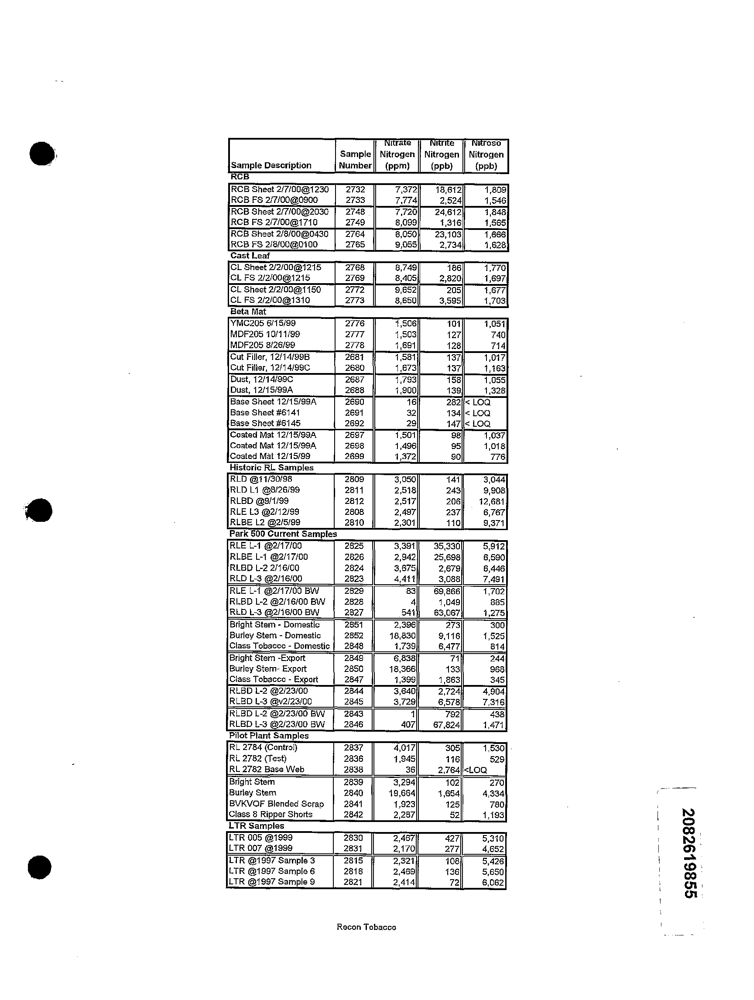 Nitrate Nitrite Nitroso
Sample Nitrogen Nitrogen Nitrogen
Sample Description Number (ppm) (ppb) (ppb)
RCB
RCB Sheet 2/7/00@1230 2732 7,372 18,612 1,809
RCB FS 2/7/00@0900 2733 7,774 2,524 1,546
RCB Sheet 2/7/00@2030 2748 7,720 24,612 1,848
RCB FS 2/7/00@1710 2749 8,099 1,316 1,565
RCB Sheet 2/8/00@0430 2764 8,050 23,103 1,666
RCB FS 2/8/00@0100 2765 9,055 2,734 1,628
Cast Leaf
CL Sheet 2/2/00@1215 2768 8,749 186 1,770
CL FS 2/2/00@1215 2769 8,405 2,820 1,697
CL Sheet 2/2/00@1150 2772 9,652 205 1,677
CL FS 2/2/00@1310 2773 8,650 3,595 1,703
Beta Mat
YMC205 6/15/99 2776 1,506 101 1,051
MDF205 10/11/99 2777 1,503 127 740
MDF205 8/26/99 2778 1,691 128 714
Cut Filler, 12/14/99B 2681 1,581 137 1,017
Cut Filler, 12/14/99C 2680 1,673 137 1,163
Dust, 12/14/99C 2687 1,793 158 1,055
Dust, 12/15/99A 2688 1,900 139 1,328
Base Sheet 12/15/99A 2690 16 282 < LOQ
Base Sheet #6141 2691 32 134 < LOQ
Base Sheet #6145 2692 29 147 < LOQ
Coated Mat 12/15/99A 2697 1,501 98 1,037
Coated Mat 12/15/99A 2698 1,496 95 1,018
Coated Mat 12/15/99 2699 1,372 90 776
Historic RL Samples
RLD @11/30/98 2809 3,050 141 3,044
RLD L1 @8/26/99 2811 2,518 243 9,908
RLBD @9/1/99 2812 2,517 206 12,681
RLE L3 @2/12/99 2808 2,497 237 6,767
RLBE L2 @2/5/99 2810 2,301 110 9,371
Park 500 Current Samples
RLE L-1 @2/17/00 2825 3,391 35,330 5,912
RLBE L-1 @2/17/00 2826 2,942 25,698 6,590
RLBD L-2 2/16/00 2824 3,675 2,679 6,446
RLD L-3 @2/16/00 2823 4,411 3,088 7,491
RLE L-1 @2/17/00 BW 2829 83 69,866 1,702
RLBD L-2 @2/16/00 BW 2828 4 1,049 885
RLD L-3 @2/16/00 BW 2827 541 63,067 1,275
Bright Stem - Domestic 2851 2,396 273 300
Burley Stem - Domestic 2852 18,830 9,116 1,525
Class Tobacco - Domestic 2848 1,739 6,477 814
Bright Stem -Export 2849 6,838 71 244
Burley Stem- Export 2850 18,366 133 968
Class Tobacco - Export 2847 1,399 1,863 345
RLBD L-2 @2/23/00 2844 3,640 2,724 4,904
RLBD L-3 @v2/23/00 2845 3,729 6,578 7,316
RLBD L-2 @2/23/00 BW 2843 1 792 438
RLBD L-3 @2/23/00 BW 2846 407 67,824 1,471
Pilot Plant Samples
RL 2784 (Control) 2837 4,017 305 1,530
RL 2782 (Test) 2836 1,945 116 529
RL 2782 Base Web 2838 36 2,764 <LOQ
Bright Stem 2839 3,294 102 270
Burley Stem 2840 19,664 1,654 4,334
BVKVOF Blended Scrap 2841 1,923 125 780
Class 8 Ripper Shorts 2842 2,287 52 1,193
LTR Samples
LTR 005 @1999 2830 2,467 427 5,310
LTR 007 @1999 2831 2,170 277 4,652
LTR @1997 Sample 3 2815 2,321 108 5,426
LTR @1997 Sample 6 2818 2,469 136 5,650
LTR @1997 Sample 9 2821 2,414 72 6,062
Recon Tobacco
2082619855